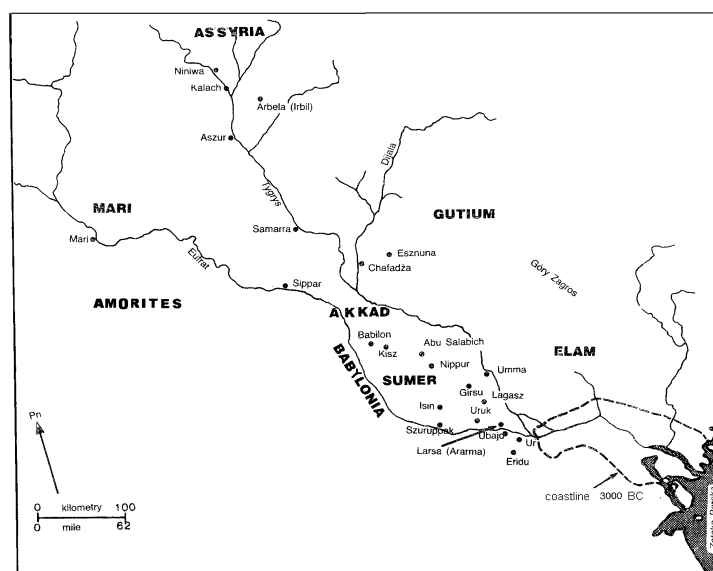 ASSYRIA
Niniwa
Kalach
Arbela (Irbil)
Aszur
Dijala
Tygrys
MARI
GUTIUM
Mari
Samarra
Eufrat
Esznuna
Chafadża
Góry Zagros
Sippar
AMORITES
AKKAD
Babilon
Kisz
Abu Salabich
ELAM
Nippur
BABYLONIA
SUMER
Umma
Girsu
Lagasz
Isin
Uruk
Pn
Szuruppak
Ubajd
Ur
Larsa (Ararma)
Eridu
coastline 3000 BC
0 kilometry 100
0 mile 62